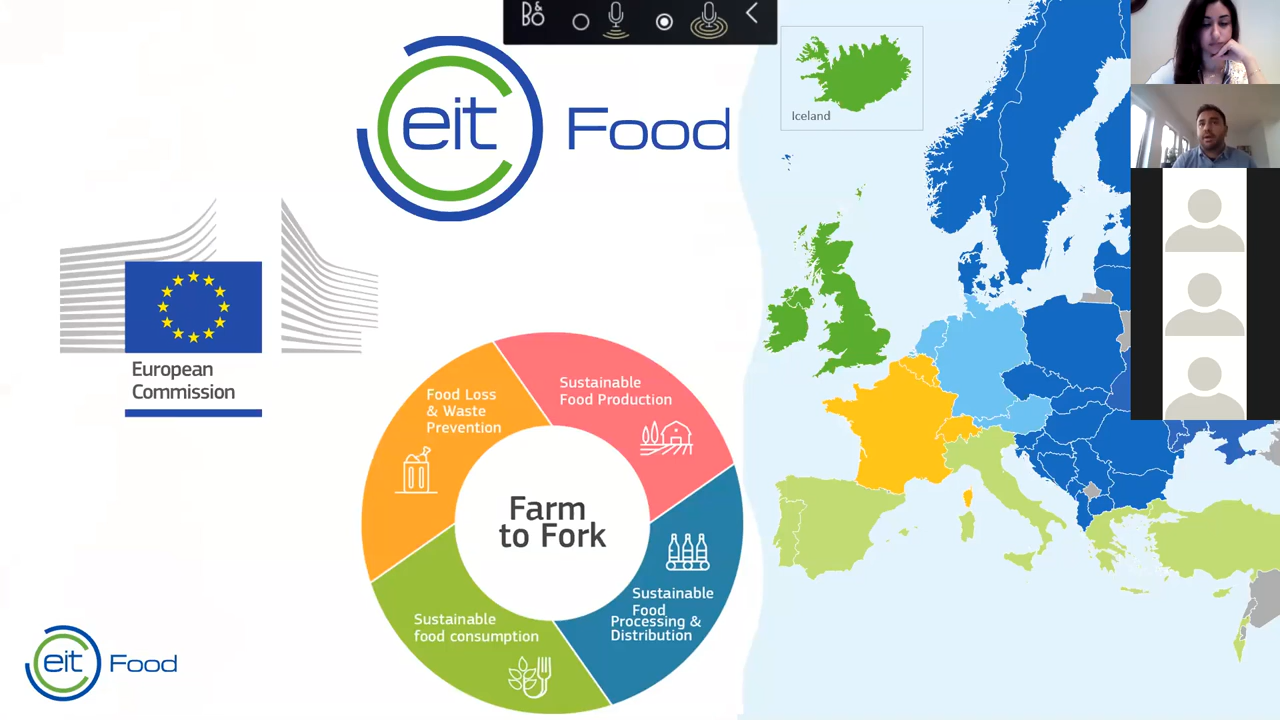 B&O
eit Food
Iceland
European
Commission
Food Loss
& Waste
Prevention
Sustainable
Food Production
Farm
to Fork
Sustainable
Food
Processing &
Distribution
Sustainable
food consumption
eit Food